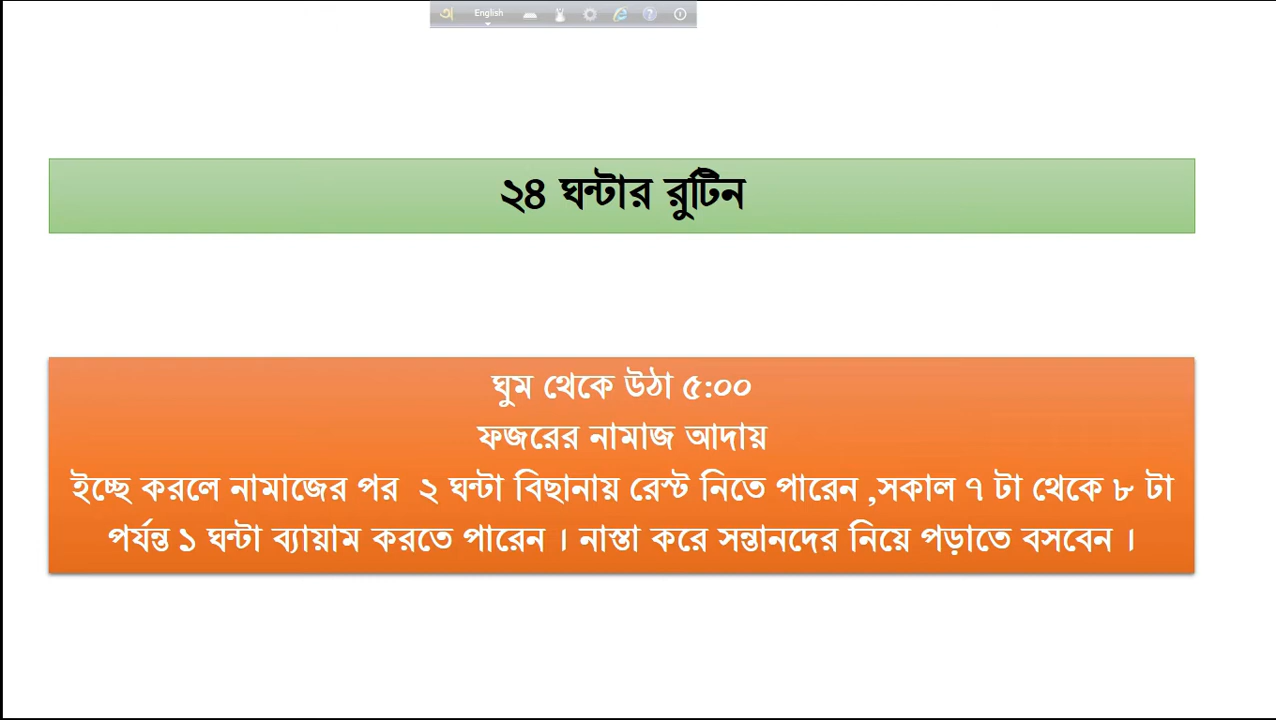 অ English
২৪ ঘন্টার রুটিন
ঘুম থেকে উঠা ৫:০০
ফজরের নামাজ আদায়
ইচ্ছে করলে নামাজের পর ২ ঘন্টা বিছানায় রেস্ট নিতে পারেন ,সকাল ৭ টা থেকে ৮ টা
পর্যন্ত ১ ঘন্টা ব্যায়াম করতে পারেন । নাস্তা করে সন্তানদের নিয়ে পড়াতে বসবেন ।